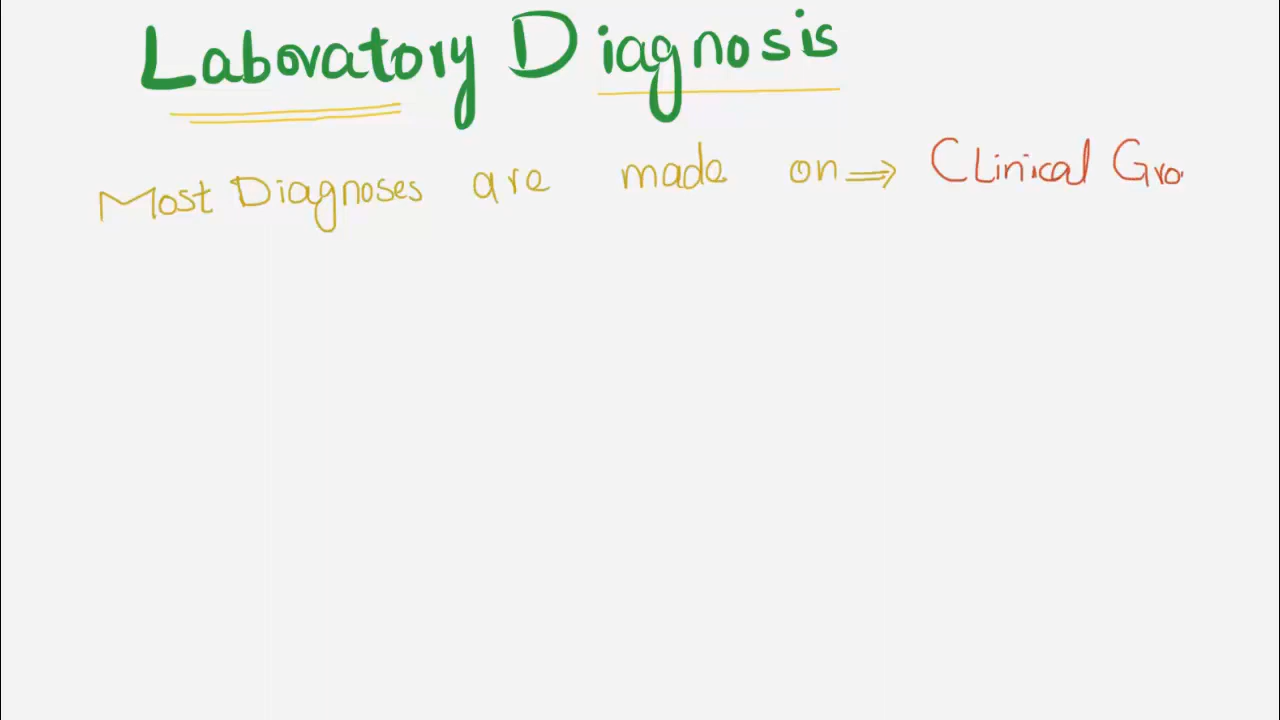 Laboratory Diagnosis
Most Diagnoses are made on ⇒ CLinical Gro